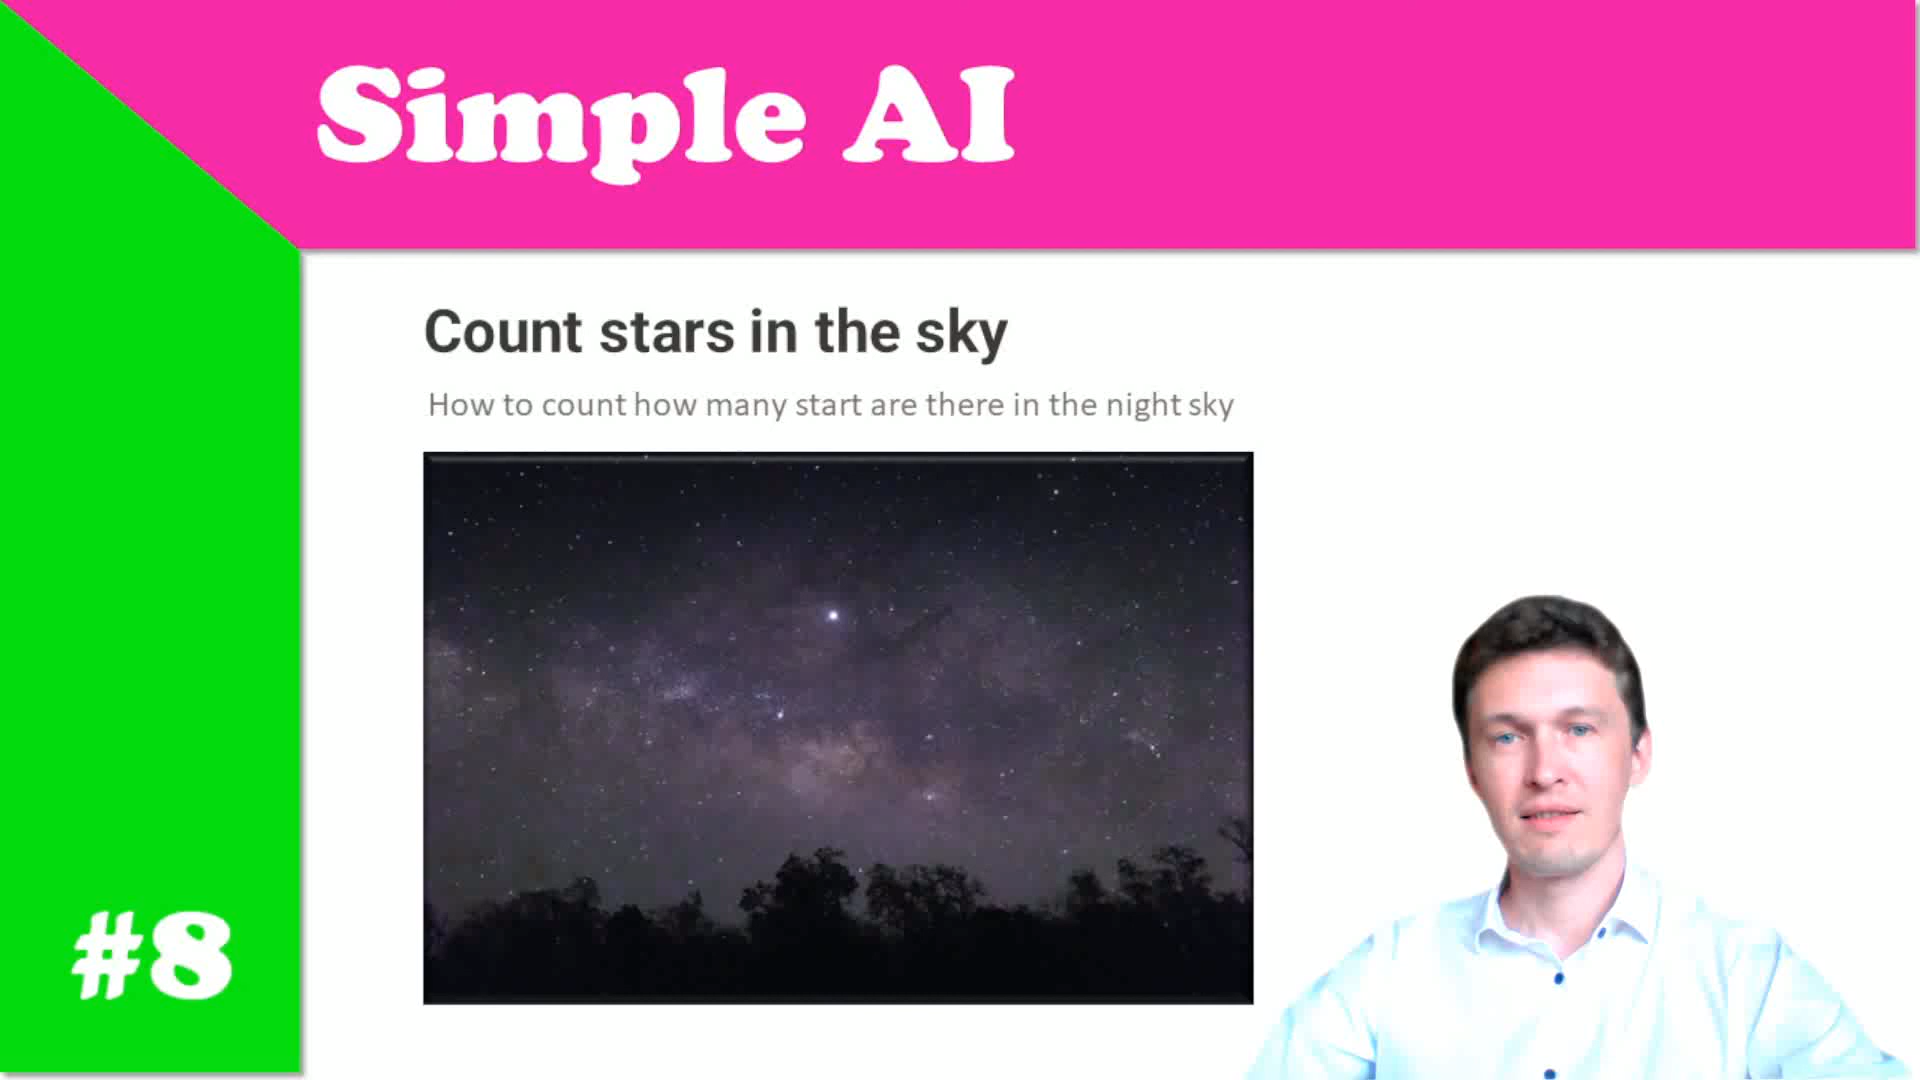 Simple AI
Count stars in the sky
How to count how many start are there in the night sky
#8